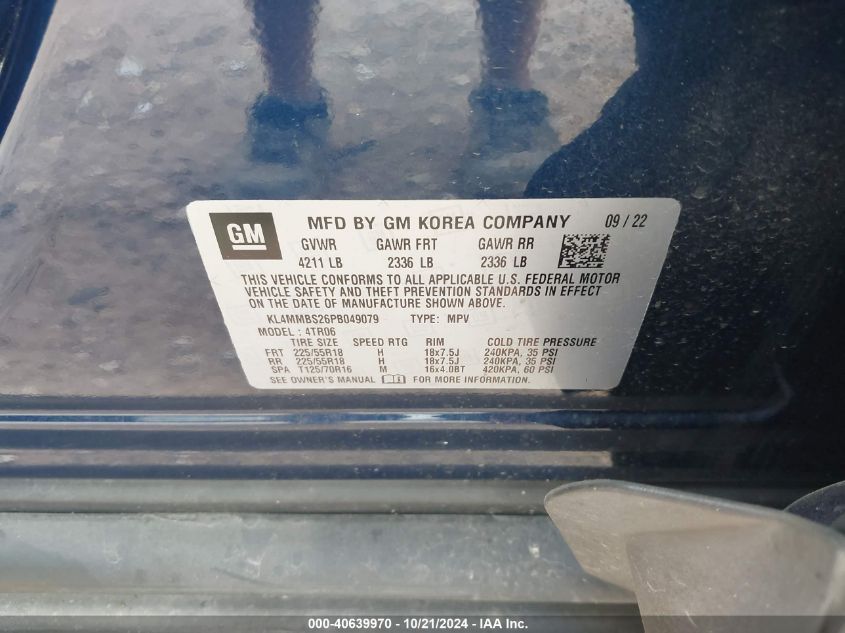 GM MFD BY GM KOREA COMPANY 09 / 22
GVWR GAWR FRT GAWR RR
4211 LB 2336 LB 2336 LB
THIS VEHICLE CONFORMS TO ALL APPLICABLE U.S. FEDERAL MOTOR
VEHICLE SAFETY AND THEFT PREVENTION STANDARDS IN EFFECT
ON THE DATE OF MANUFACTURE SHOWN ABOVE.
KL4MMBS26PB049079 TYPE: MPV
MODEL: 4TR06
TIRE SIZE SPEED RTG RIM COLD TIRE PRESSURE
FRT 225/55R18 H 18x7.5J 240KPA, 35 PSI
RR 225/55R18 H 18x7.5J 240KPA, 35 PSI
SPA T125/70R16 M 16x4.0BT 420KPA, 60 PSI
SEE OWNER'S MANUAL FOR MORE INFORMATION.
000-40639970 / 10/21/2024 - IAA Inc.